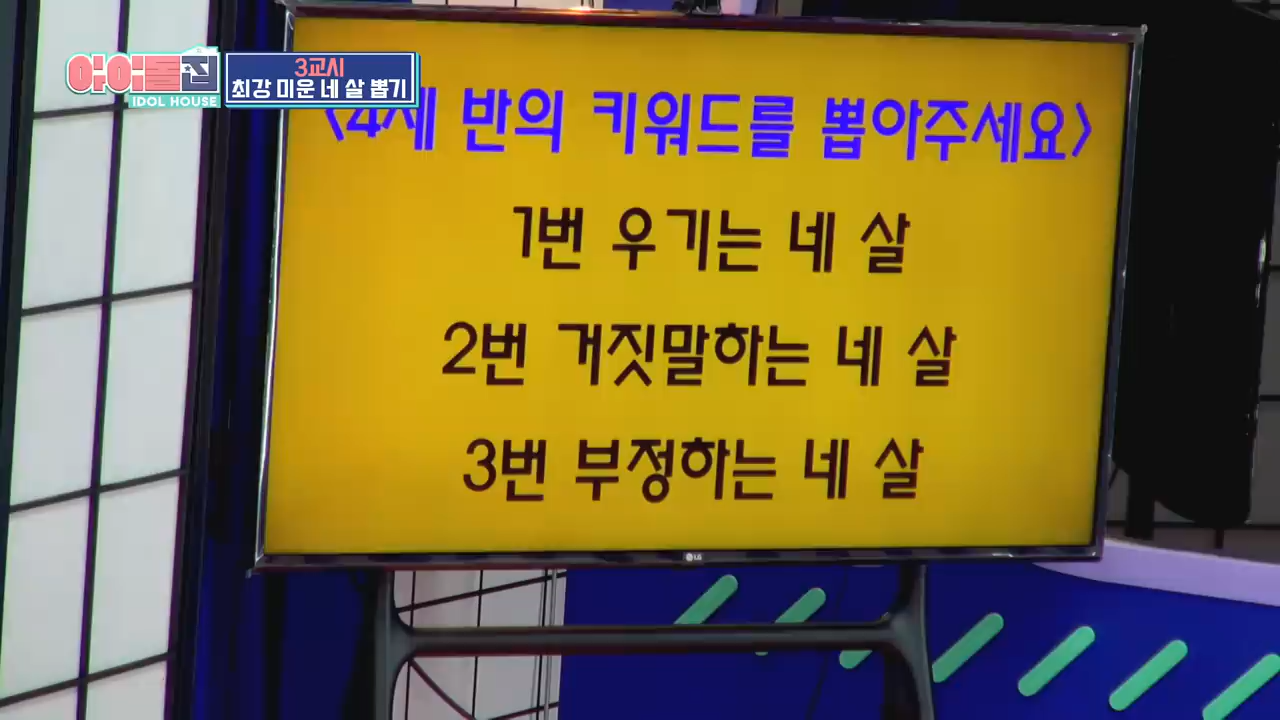 아이돌집
IDOL HOUSE
3교시
최강 미운 네 살 뽑기
<4세 반의 키워드를 뽑아주세요>
1번 우기는 네 살
2번 거짓말하는 네 살
3번 부정하는 네 살
LG